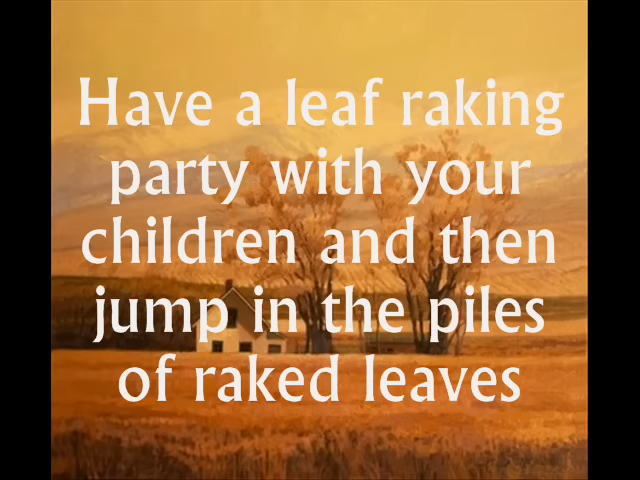 Have a leaf raking
party with your
children and then
jump in the piles
of raked leaves